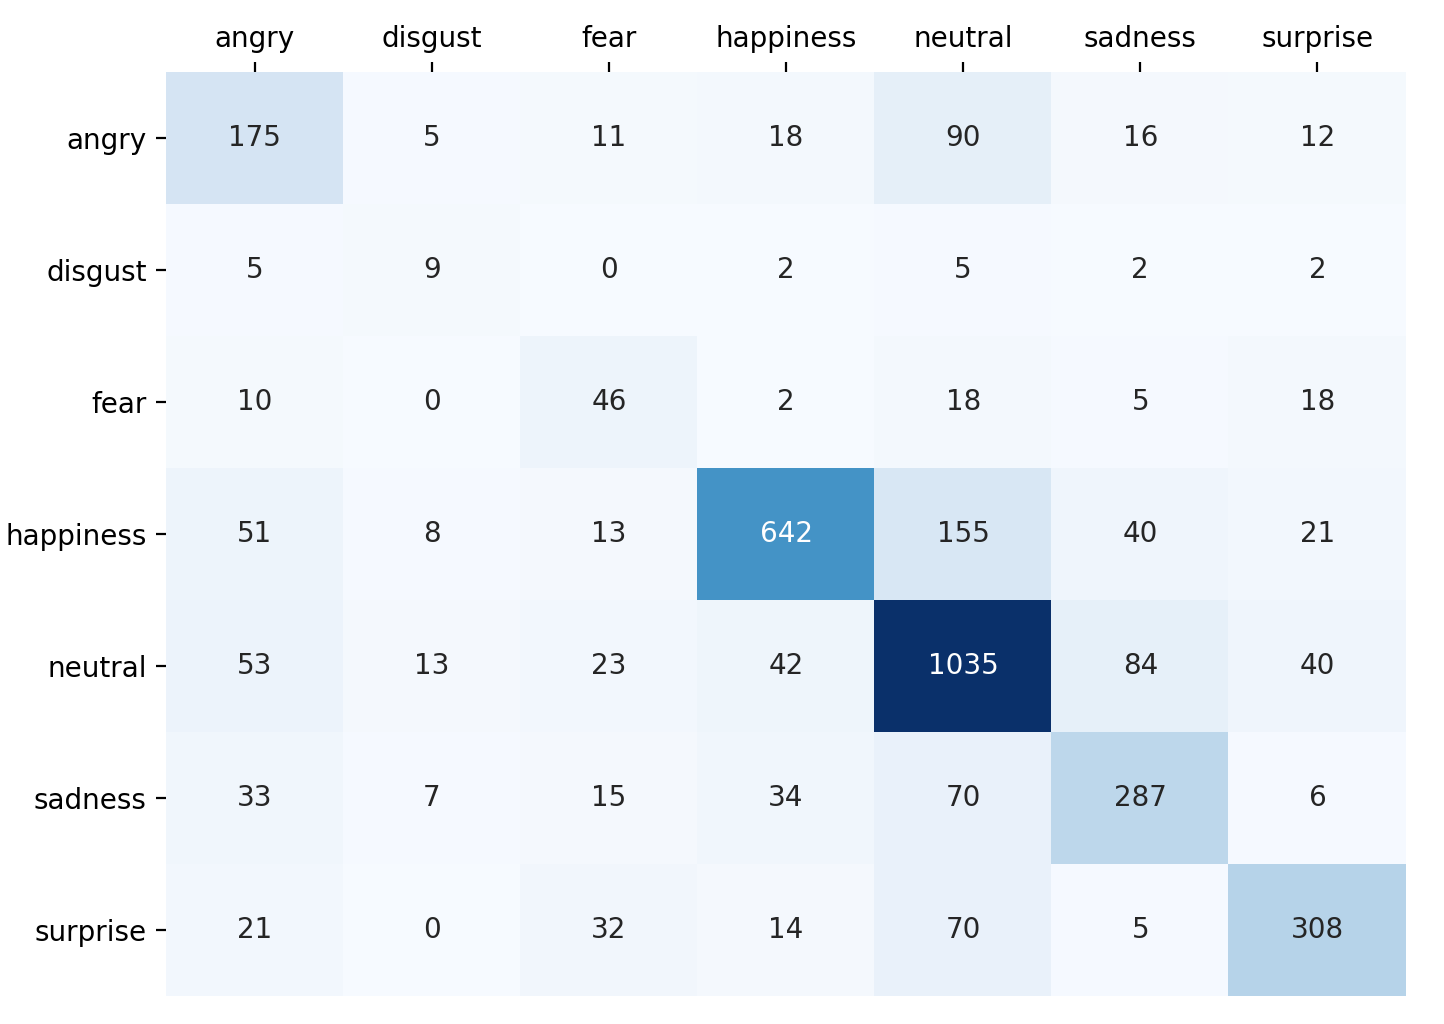 angry disgust fear happiness neutral sadness surprise
angry 175 5 11 18 90 16 12
disgust 5 9 0 2 5 2 2
fear 10 0 46 2 18 5 18
happiness 51 8 13 642 155 40 21
neutral 53 13 23 42 1035 84 40
sadness 33 7 15 34 70 287 6
surprise 21 0 32 14 70 5 308